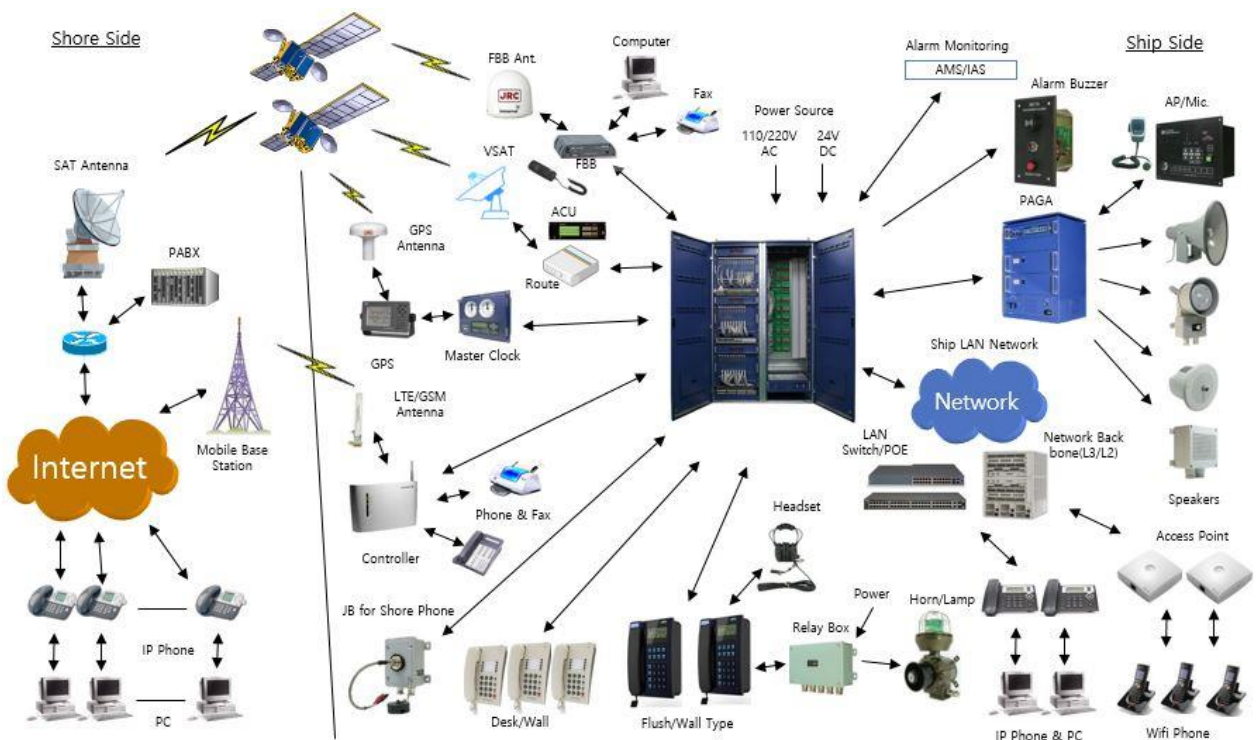 Shore Side
Ship Side
Computer
Alarm Monitoring
AMS/IAS
FBB Ant.
JRC
Fax
Alarm Buzzer
AP/Mic.
Power Source
110/220V
AC
24V
DC
FBB
SAT Antenna
VSAT
PAGA
ACU
GPS
Antenna
PABX
Route
GPS
Master Clock
Ship LAN Network
Network
LTE/GSM
Antenna
Mobile Base
Station
LAN
Switch/POE
Network Back
bone(L3/L2)
Internet
Speakers
Phone & Fax
Headset
Controller
Access Point
JB for Shore Phone
Power
Horn/Lamp
Relay Box
IP Phone
PC
Desk/Wall
Flush/Wall Type
IP Phone & PC
Wifi Phone